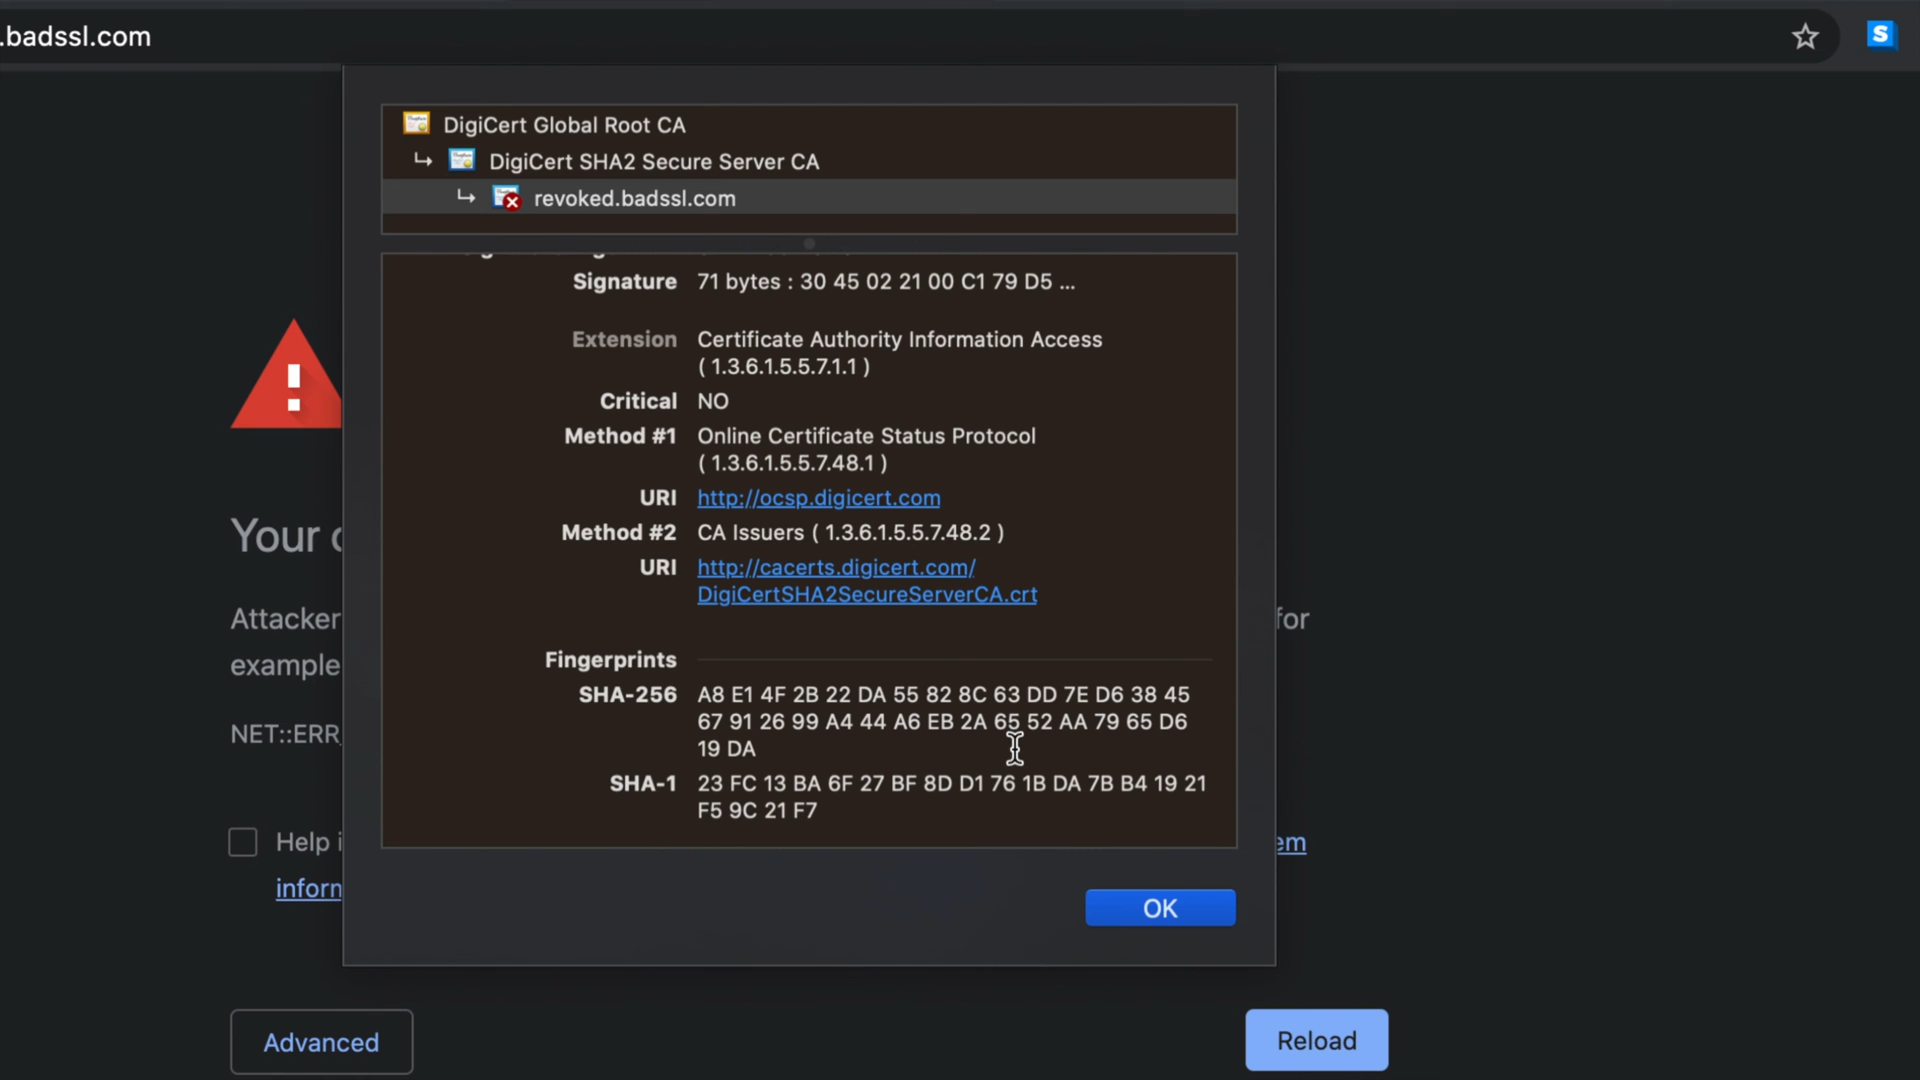 .badssl.com
S
DigiCert Global Root CA
DigiCert SHA2 Secure Server CA
revoked.badssl.com
Signature 71 bytes : 30 45 02 21 00 C1 79 D5 ...
Extension Certificate Authority Information Access
( 1.3.6.1.5.5.7.1.1 )
Critical NO
Method #1 Online Certificate Status Protocol
( 1.3.6.1.5.5.7.48.1 )
URI http://ocsp.digicert.com
Method #2 CA Issuers ( 1.3.6.1.5.5.7.48.2 )
URI http://cacerts.digicert.com/
DigiCertSHA2SecureServerCA.crt
Fingerprints
SHA-256 A8 E1 4F 2B 22 DA 55 82 8C 63 DD 7E D6 38 45
67 91 26 99 A4 44 A6 EB 2A 65 52 AA 79 65 D6
19 DA
SHA-1 23 FC 13 BA 6F 27 BF 8D D1 76 1B DA 7B B4 19 21
F5 9C 21 F7
OK
Your c
Attacker for
example
NET::ERR_
Help i em
inforn
Advanced
Reload